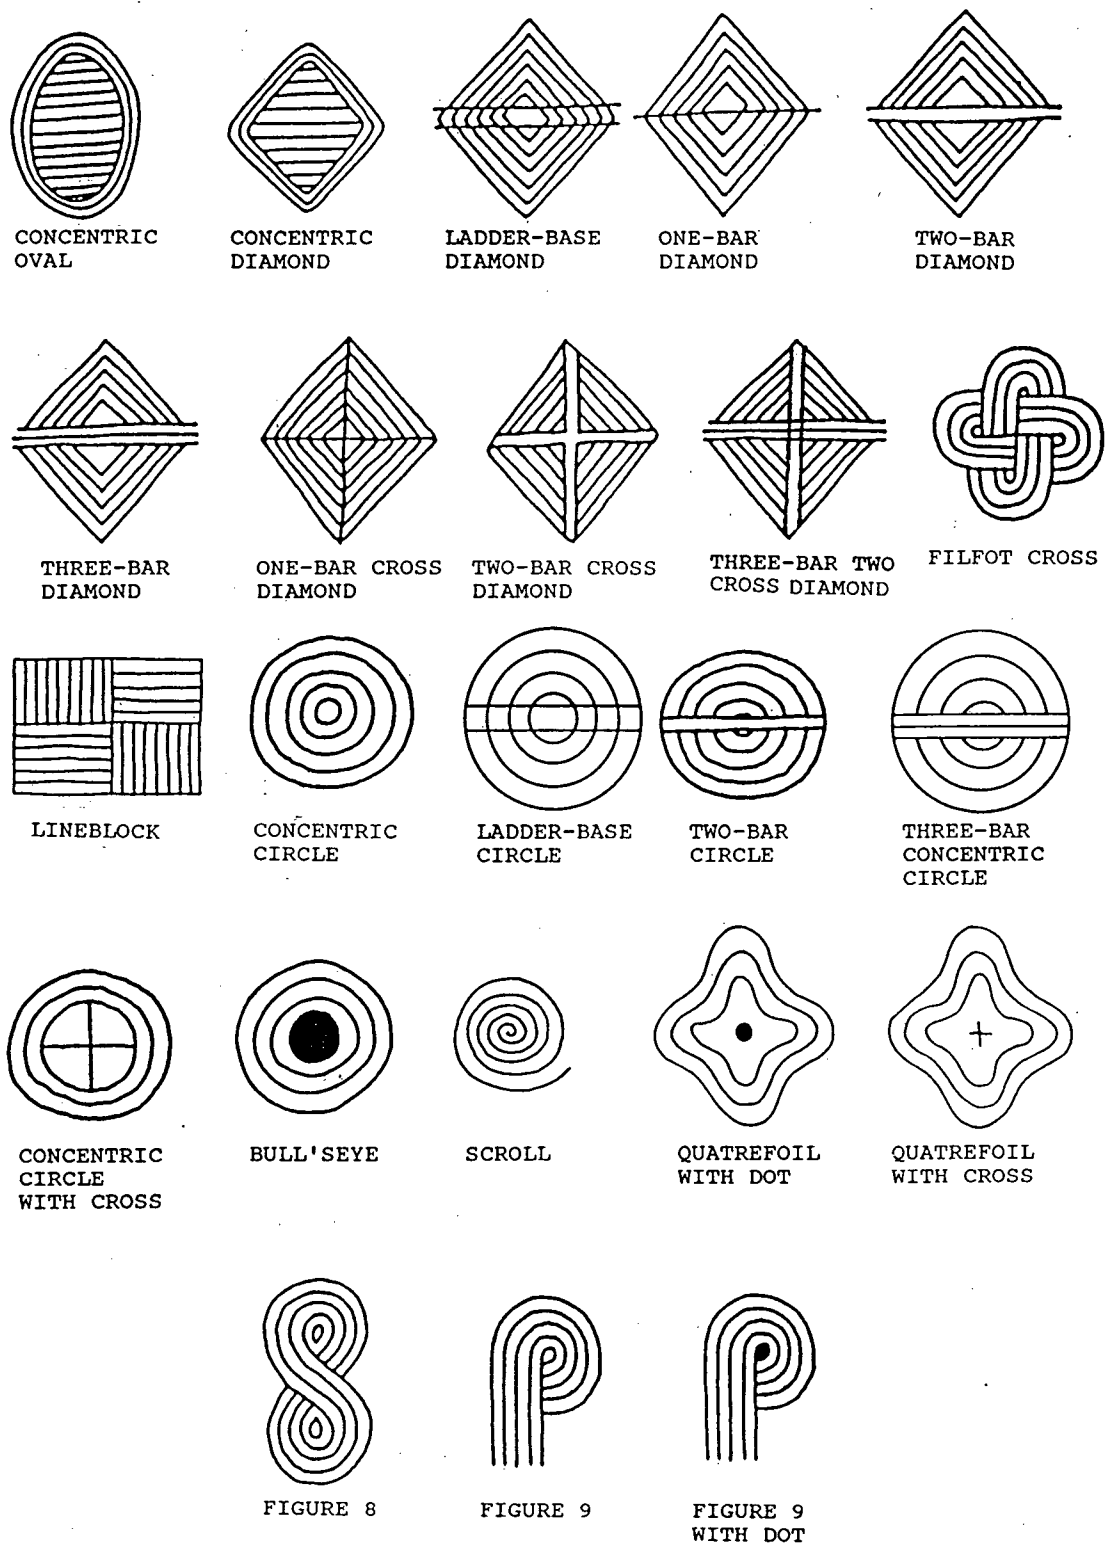 CONCENTRIC
OVAL
CONCENTRIC
DIAMOND
LADDER-BASE
DIAMOND
ONE-BAR
DIAMOND
TWO-BAR
DIAMOND
THREE-BAR
DIAMOND
ONE-BAR CROSS
DIAMOND
TWO-BAR CROSS
DIAMOND
THREE-BAR TWO
CROSS DIAMOND
FILFOT CROSS
LINEBLOCK
CONCENTRIC
CIRCLE
LADDER-BASE
CIRCLE
TWO-BAR
CIRCLE
THREE-BAR
CONCENTRIC
CIRCLE
CONCENTRIC
CIRCLE
WITH CROSS
BULL'SEYE
SCROLL
QUATREFOIL
WITH DOT
QUATREFOIL
WITH CROSS
FIGURE 8
FIGURE 9
FIGURE 9
WITH DOT